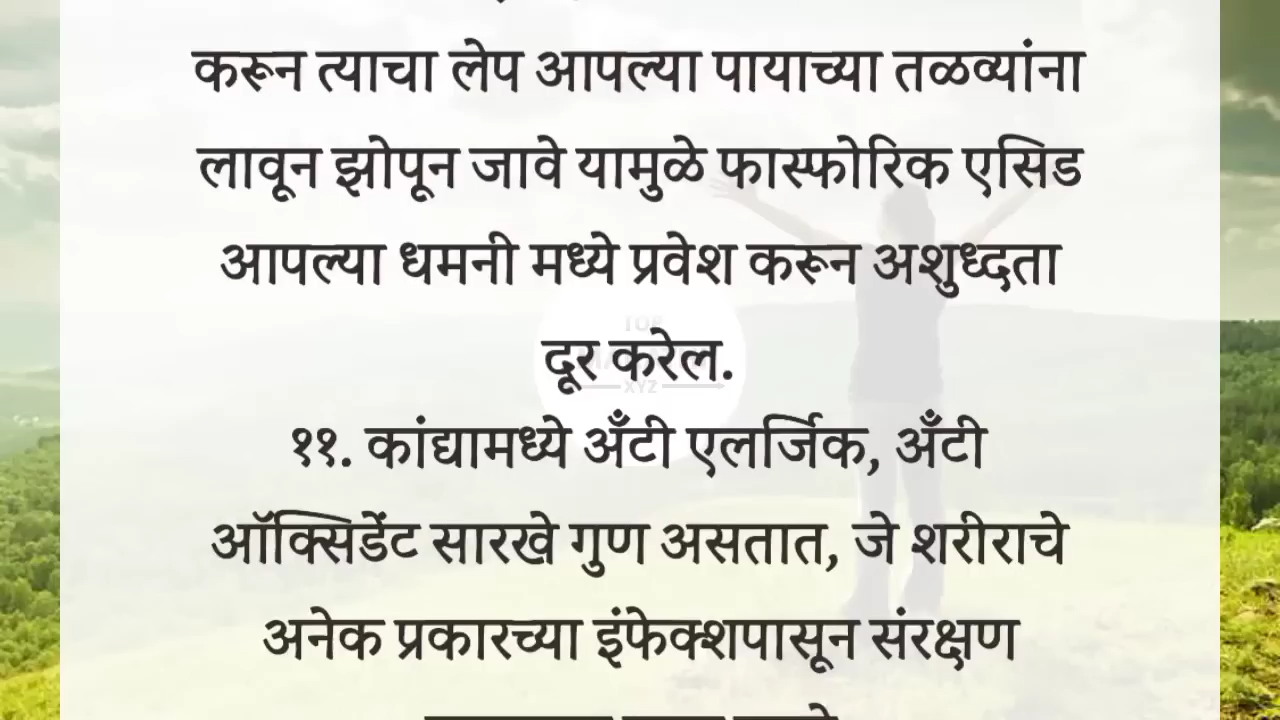 करून त्याचा लेप आपल्या पायाच्या तळव्यांना
लावून झोपून जावे यामुळे फास्फोरिक एसिड
आपल्या धमनी मध्ये प्रवेश करून अशुध्दता
दूर करेल.
११. कांद्यामध्ये अँटी एलर्जिक, अँटी
ऑक्सिडेंट सारखे गुण असतात, जे शरीराचे
अनेक प्रकारच्या इंफेक्शपासून संरक्षण
XYZ